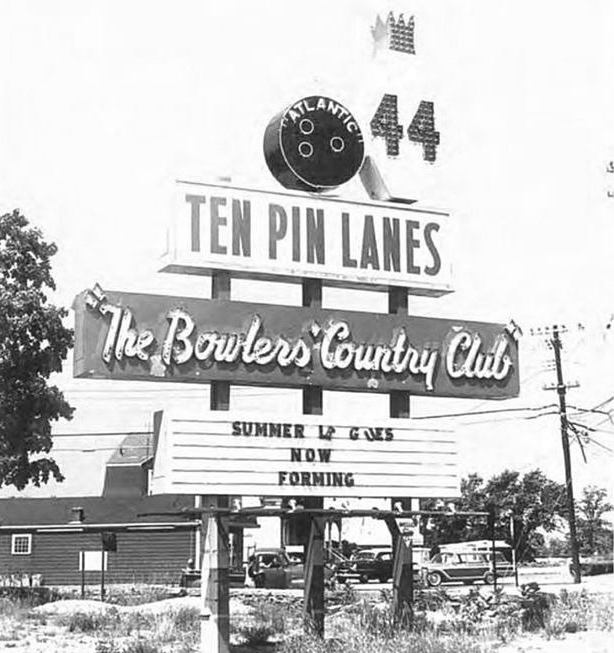 44
"ATLANTIC"
TEN PIN LANES
"The Bowlers' Country Club"
SUMMER
NOW
FORMING